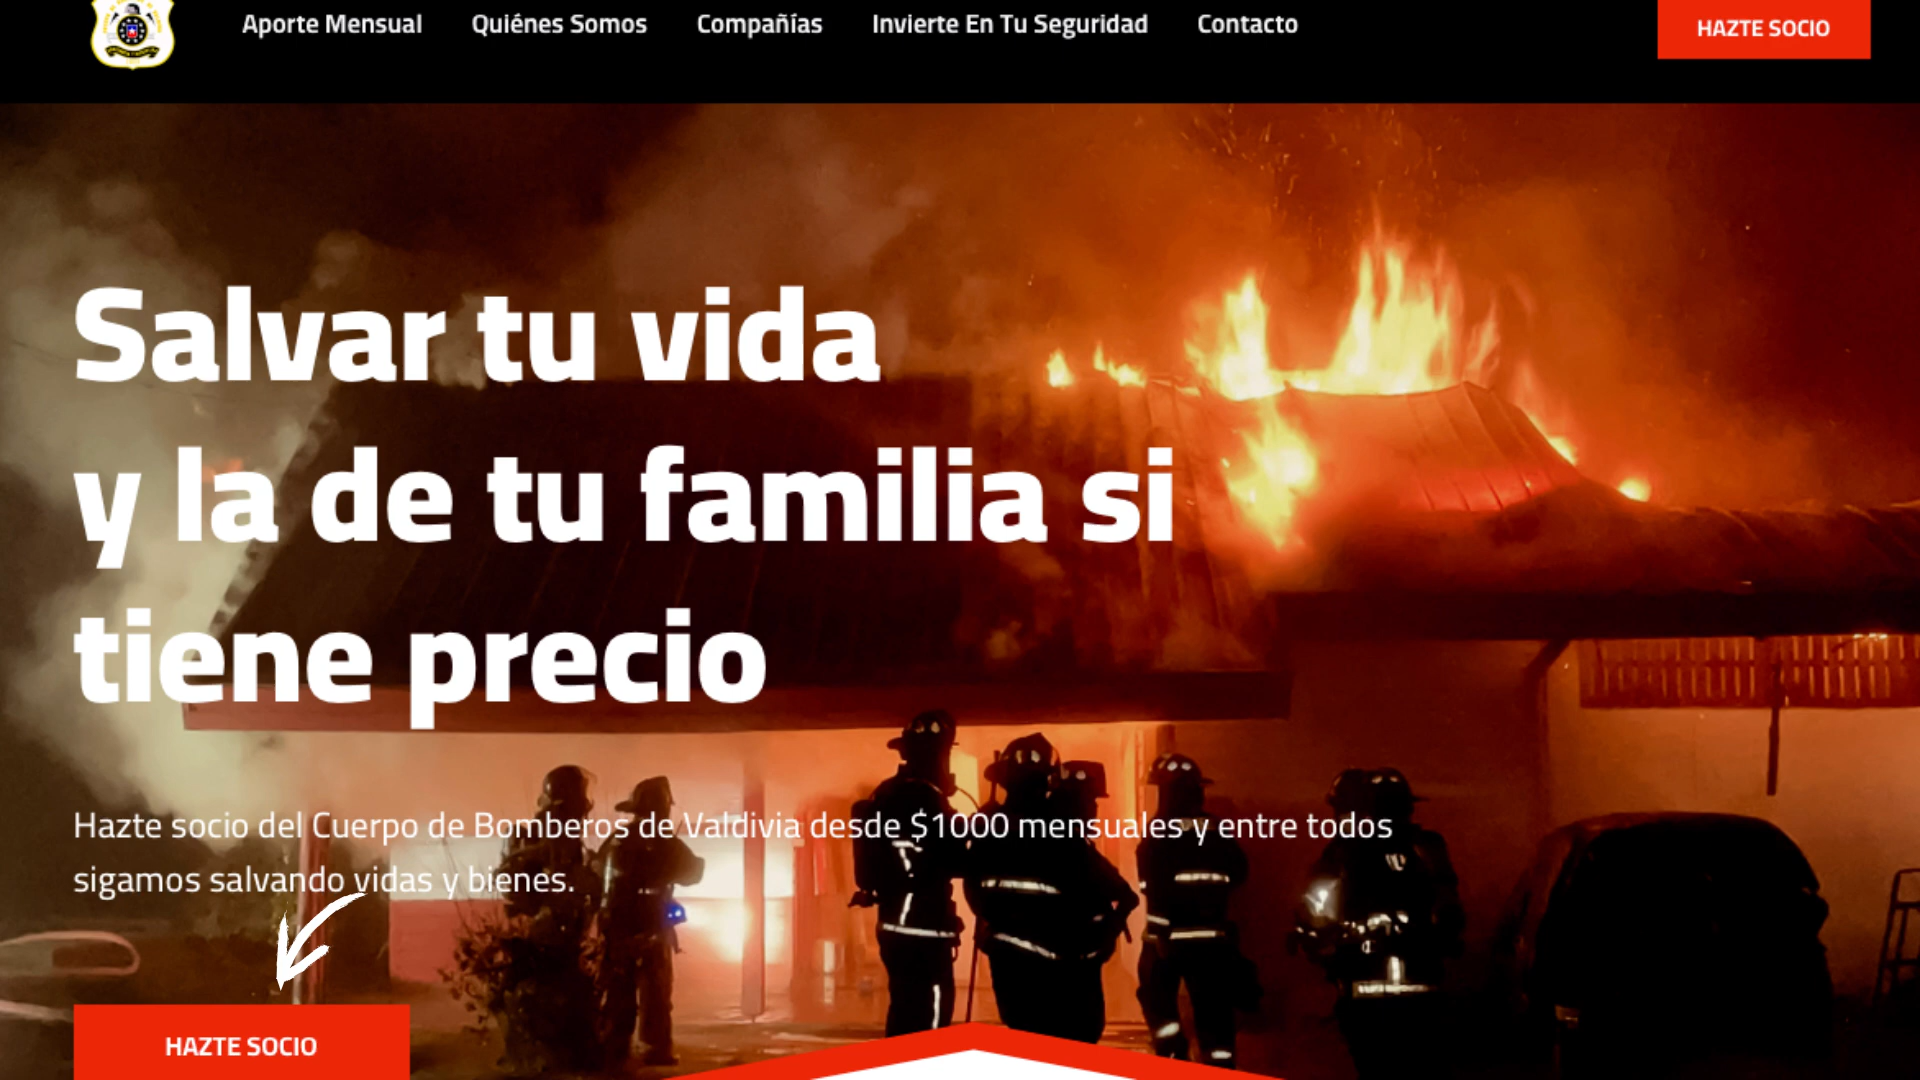 Aporte Mensual
Quiénes Somos
Compañías
Invierte En Tu Seguridad
Contacto
HAZTE SOCIO
Salvar tu vida
y la de tu familia si
tiene precio
Hazte socio del Cuerpo de Bomberos de Valdivia desde $1000 mensuales y entre todos
sigamos salvando vidas y bienes.
HAZTE SOCIO